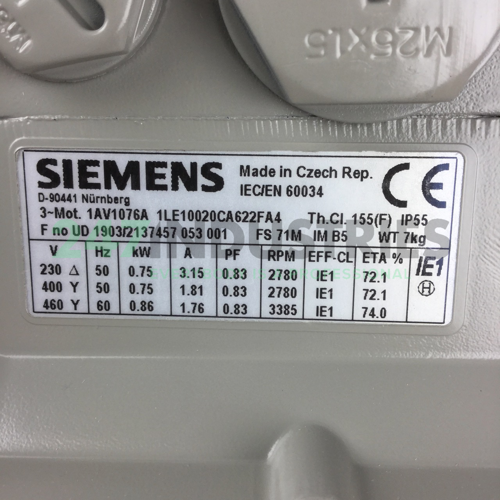 M25x1.5
SIEMENS
Made in Czech Rep.
CE
D-90441 Nürnberg
IEC/EN 60034
3~Mot. 1AV1076A 1LE10020CA622FA4 Th.Cl. 155(F) IP55
F no UD 1903/2137457 053 001 FS 71M IM B5 WT 7kg
V Hz kW A PF RPM EFF-CL ETA % IE1
230 Δ 50 0.75 3.15 0.83 2780 IE1 72.1
400 Y 50 0.75 1.81 0.83 2780 IE1 72.1
460 Y 60 0.86 1.76 0.83 3385 IE1 74.0
H